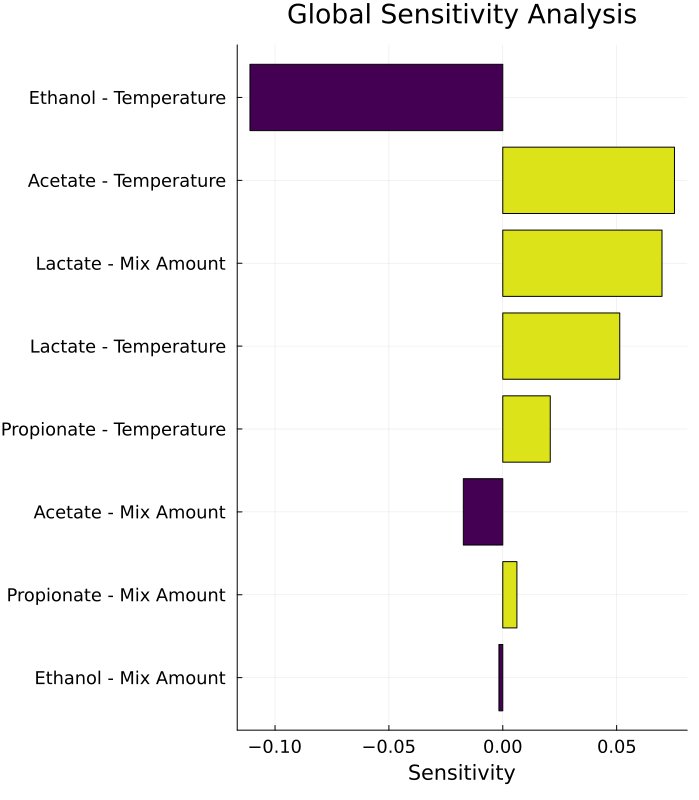 Global Sensitivity Analysis
Ethanol - Temperature
Acetate - Temperature
Lactate - Mix Amount
Lactate - Temperature
Propionate - Temperature
Acetate - Mix Amount
Propionate - Mix Amount
Ethanol - Mix Amount
−0.10 −0.05 0.00 0.05
Sensitivity